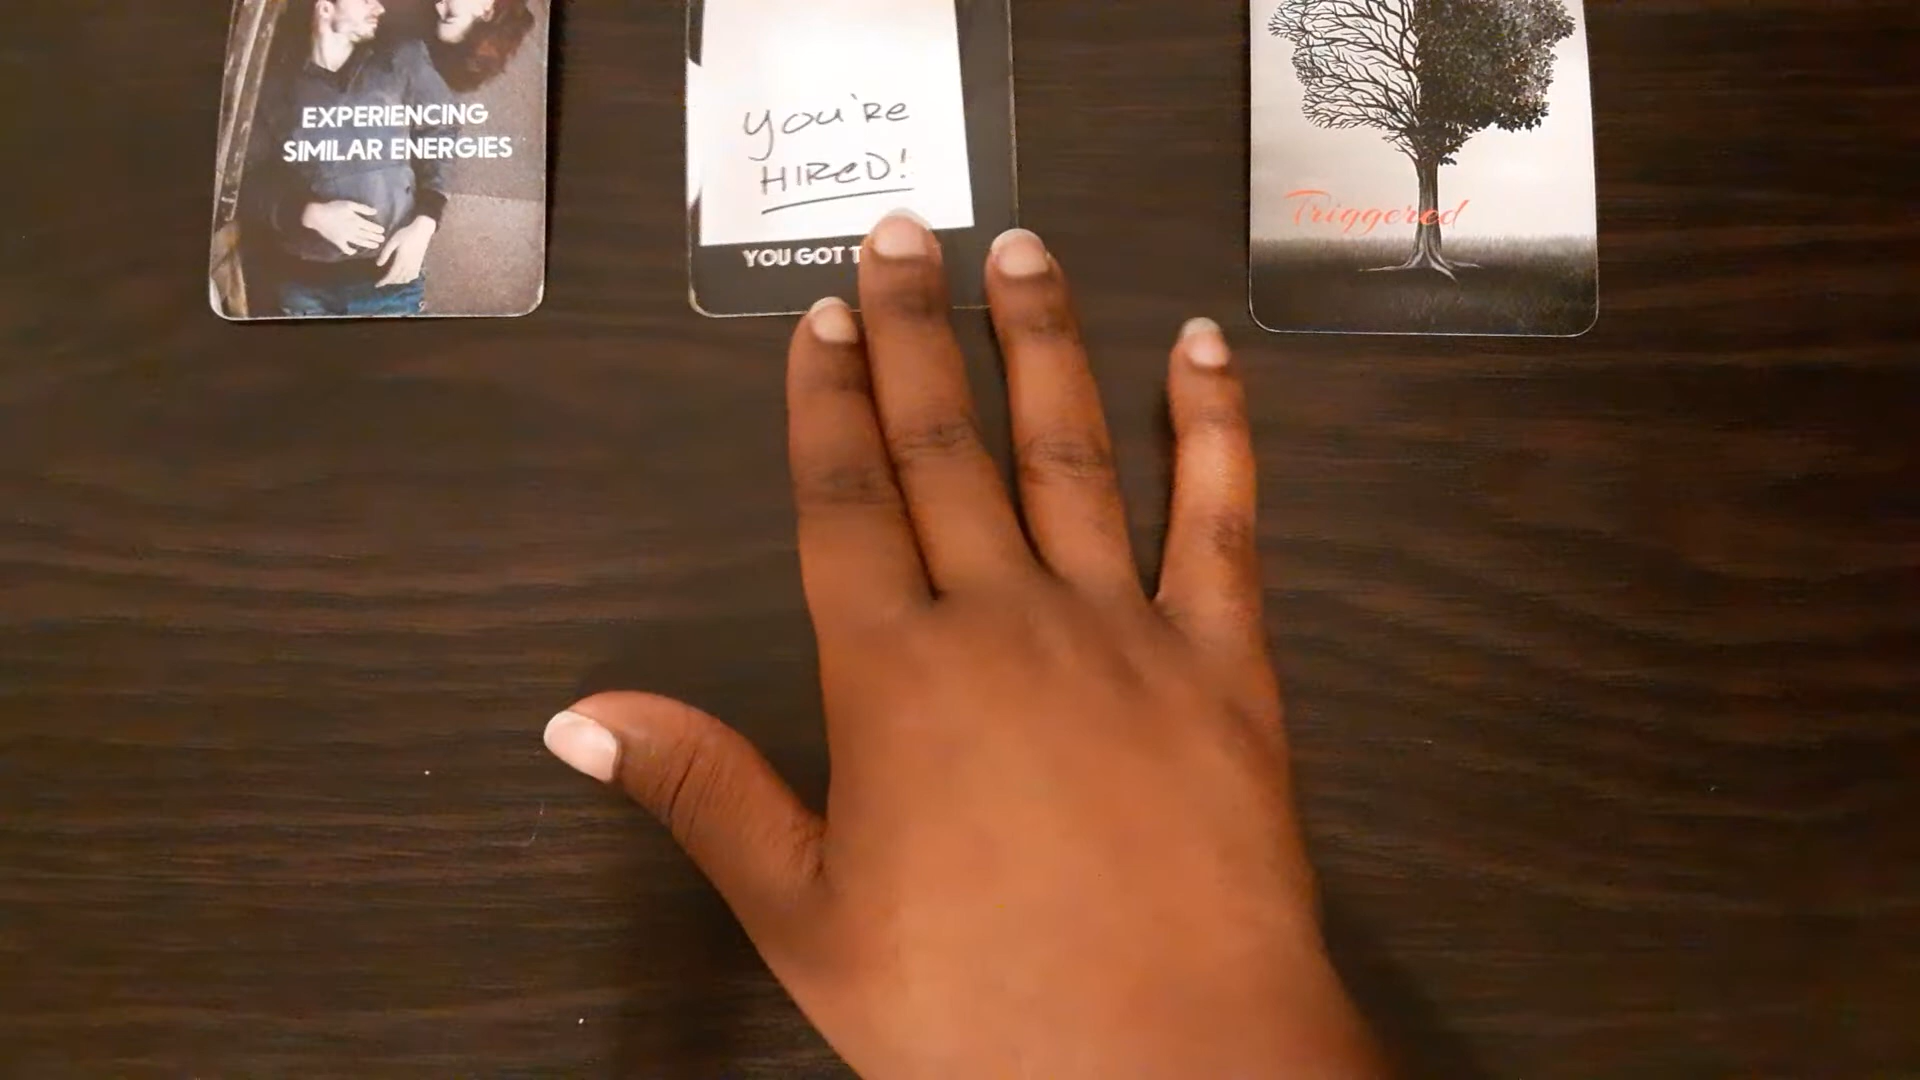 EXPERIENCING
SIMILAR ENERGIES
you're
HIRED!
YOU GOT
Triggered